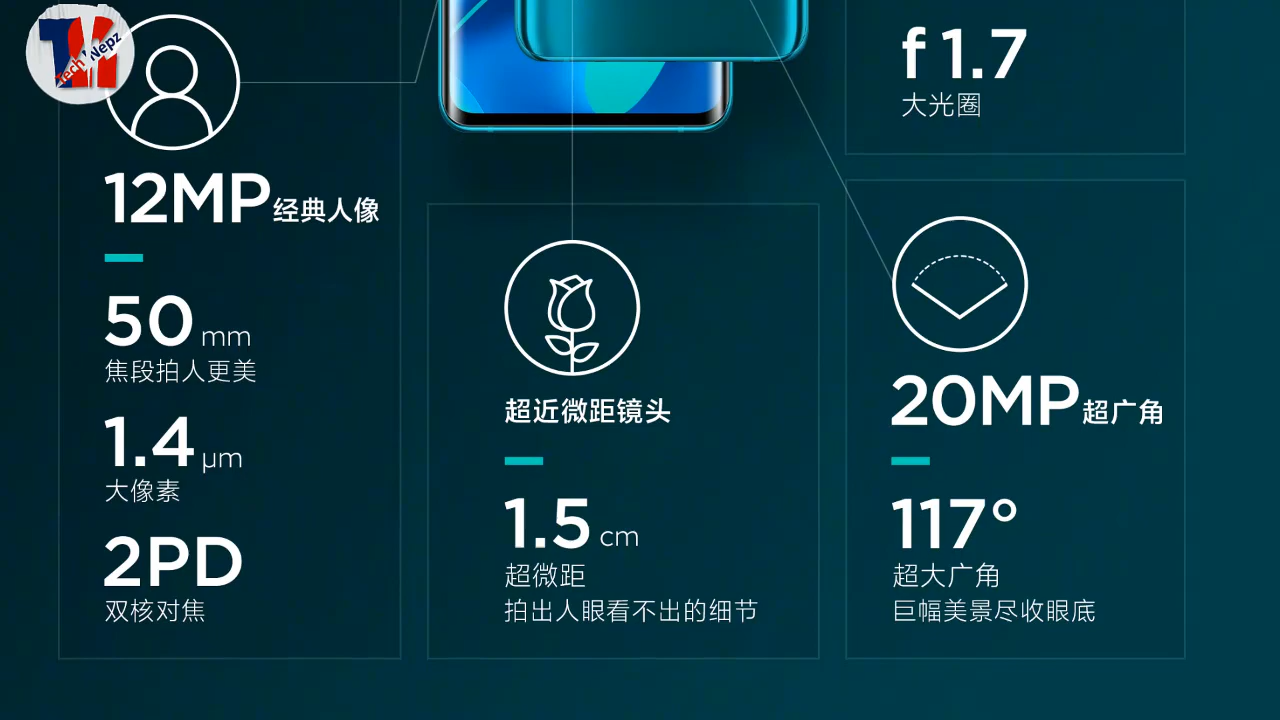 Tech Nepz
12MP经典人像
50 mm
焦段拍人更美
1.4 μm
大像素
2PD
双核对焦
超近微距镜头
1.5 cm
超微距
拍出人眼看不出的细节
f 1.7
大光圈
20MP超广角
117°
超大广角
巨幅美景尽收眼底